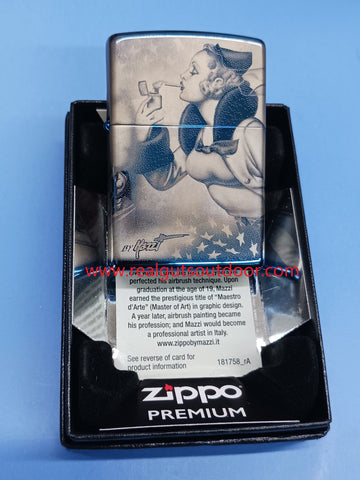 BY Mazzi
www.realgutsoutdoor.com
perfected his airbrush technique. Upon
graduation at the age of 19, Mazzi
earned the prestigious title of "Maestro
d'Arte" (Master of Art) in graphic design.
A year later, airbrush painting became
his profession; and Mazzi would become
a professional artist in Italy.
www.zippobymazzi.it
See reverse of card for
product information
181758_rA
zippo
PREMIUM